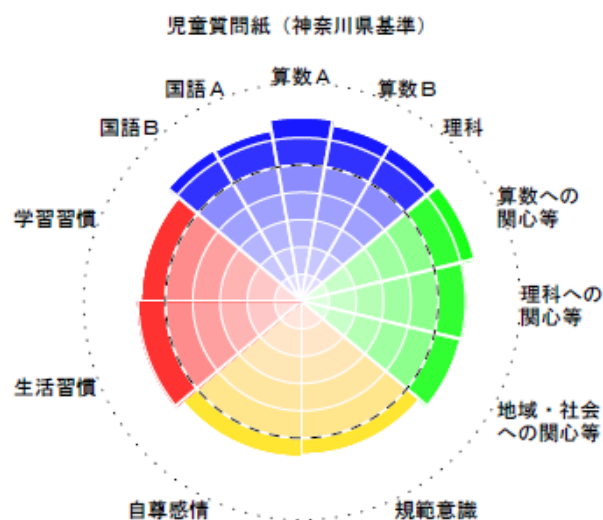 児童質問紙（神奈川県基準）
算数A
国語A
算数B
国語B
理科
算数への
関心等
学習習慣
理科への
関心等
生活習慣
地域・社会
への関心等
自尊感情
規範意識